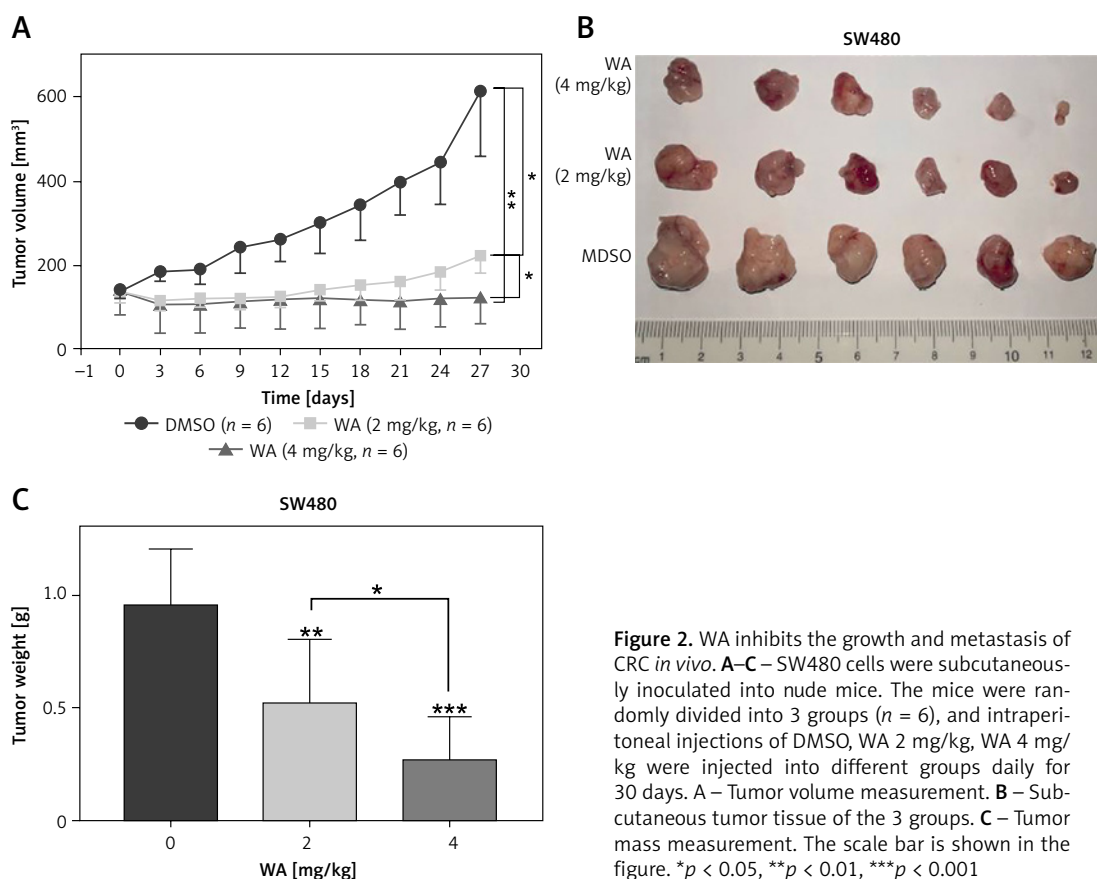 A
Tumor volume [mm³]
600
400
200
0
–1 0 3 6 9 12 15 18 21 24 27 30
Time [days]
*
**
*
DMSO (n = 6) WA (2 mg/kg, n = 6)
WA (4 mg/kg, n = 6)
B
SW480
WA
(4 mg/kg)
WA
(2 mg/kg)
MDSO
cm 1 2 3 4 5 6 7 8 9 10 11 12
C
SW480
Tumor weight [g]
1.0
0.5
0
*
**
***
0 2 4
WA [mg/kg]
Figure 2. WA inhibits the growth and metastasis of
CRC in vivo. A–C – SW480 cells were subcutaneous-
ly inoculated into nude mice. The mice were ran-
domly divided into 3 groups (n = 6), and intraperi-
toneal injections of DMSO, WA 2 mg/kg, WA 4 mg/
kg were injected into different groups daily for
30 days. A – Tumor volume measurement. B – Sub-
cutaneous tumor tissue of the 3 groups. C – Tumor
mass measurement. The scale bar is shown in the
figure. *p < 0.05, **p < 0.01, ***p < 0.001